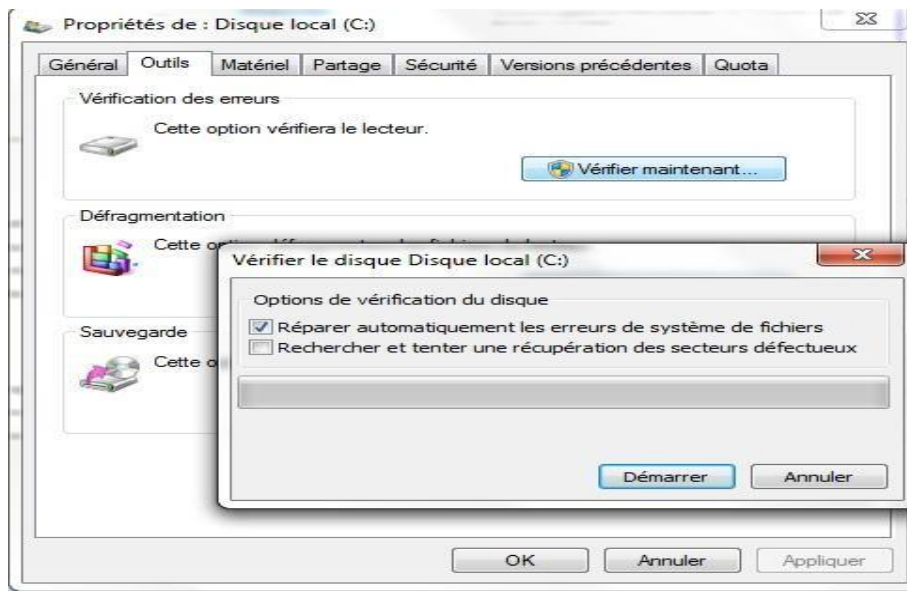 Propriétés de : Disque local (C:)
Général Outils Matériel Partage Sécurité Versions précédentes Quota
Vérification des erreurs
Cette option vérifiera le lecteur.
Vérifier maintenant...
Défragmentation
Cette
Vérifier le disque Disque local (C:)
Options de vérification du disque
Réparer automatiquement les erreurs de système de fichiers
Rechercher et tenter une récupération des secteurs défectueux
Sauvegarde
Cette
Démarrer Annuler
OK Annuler Appliquer